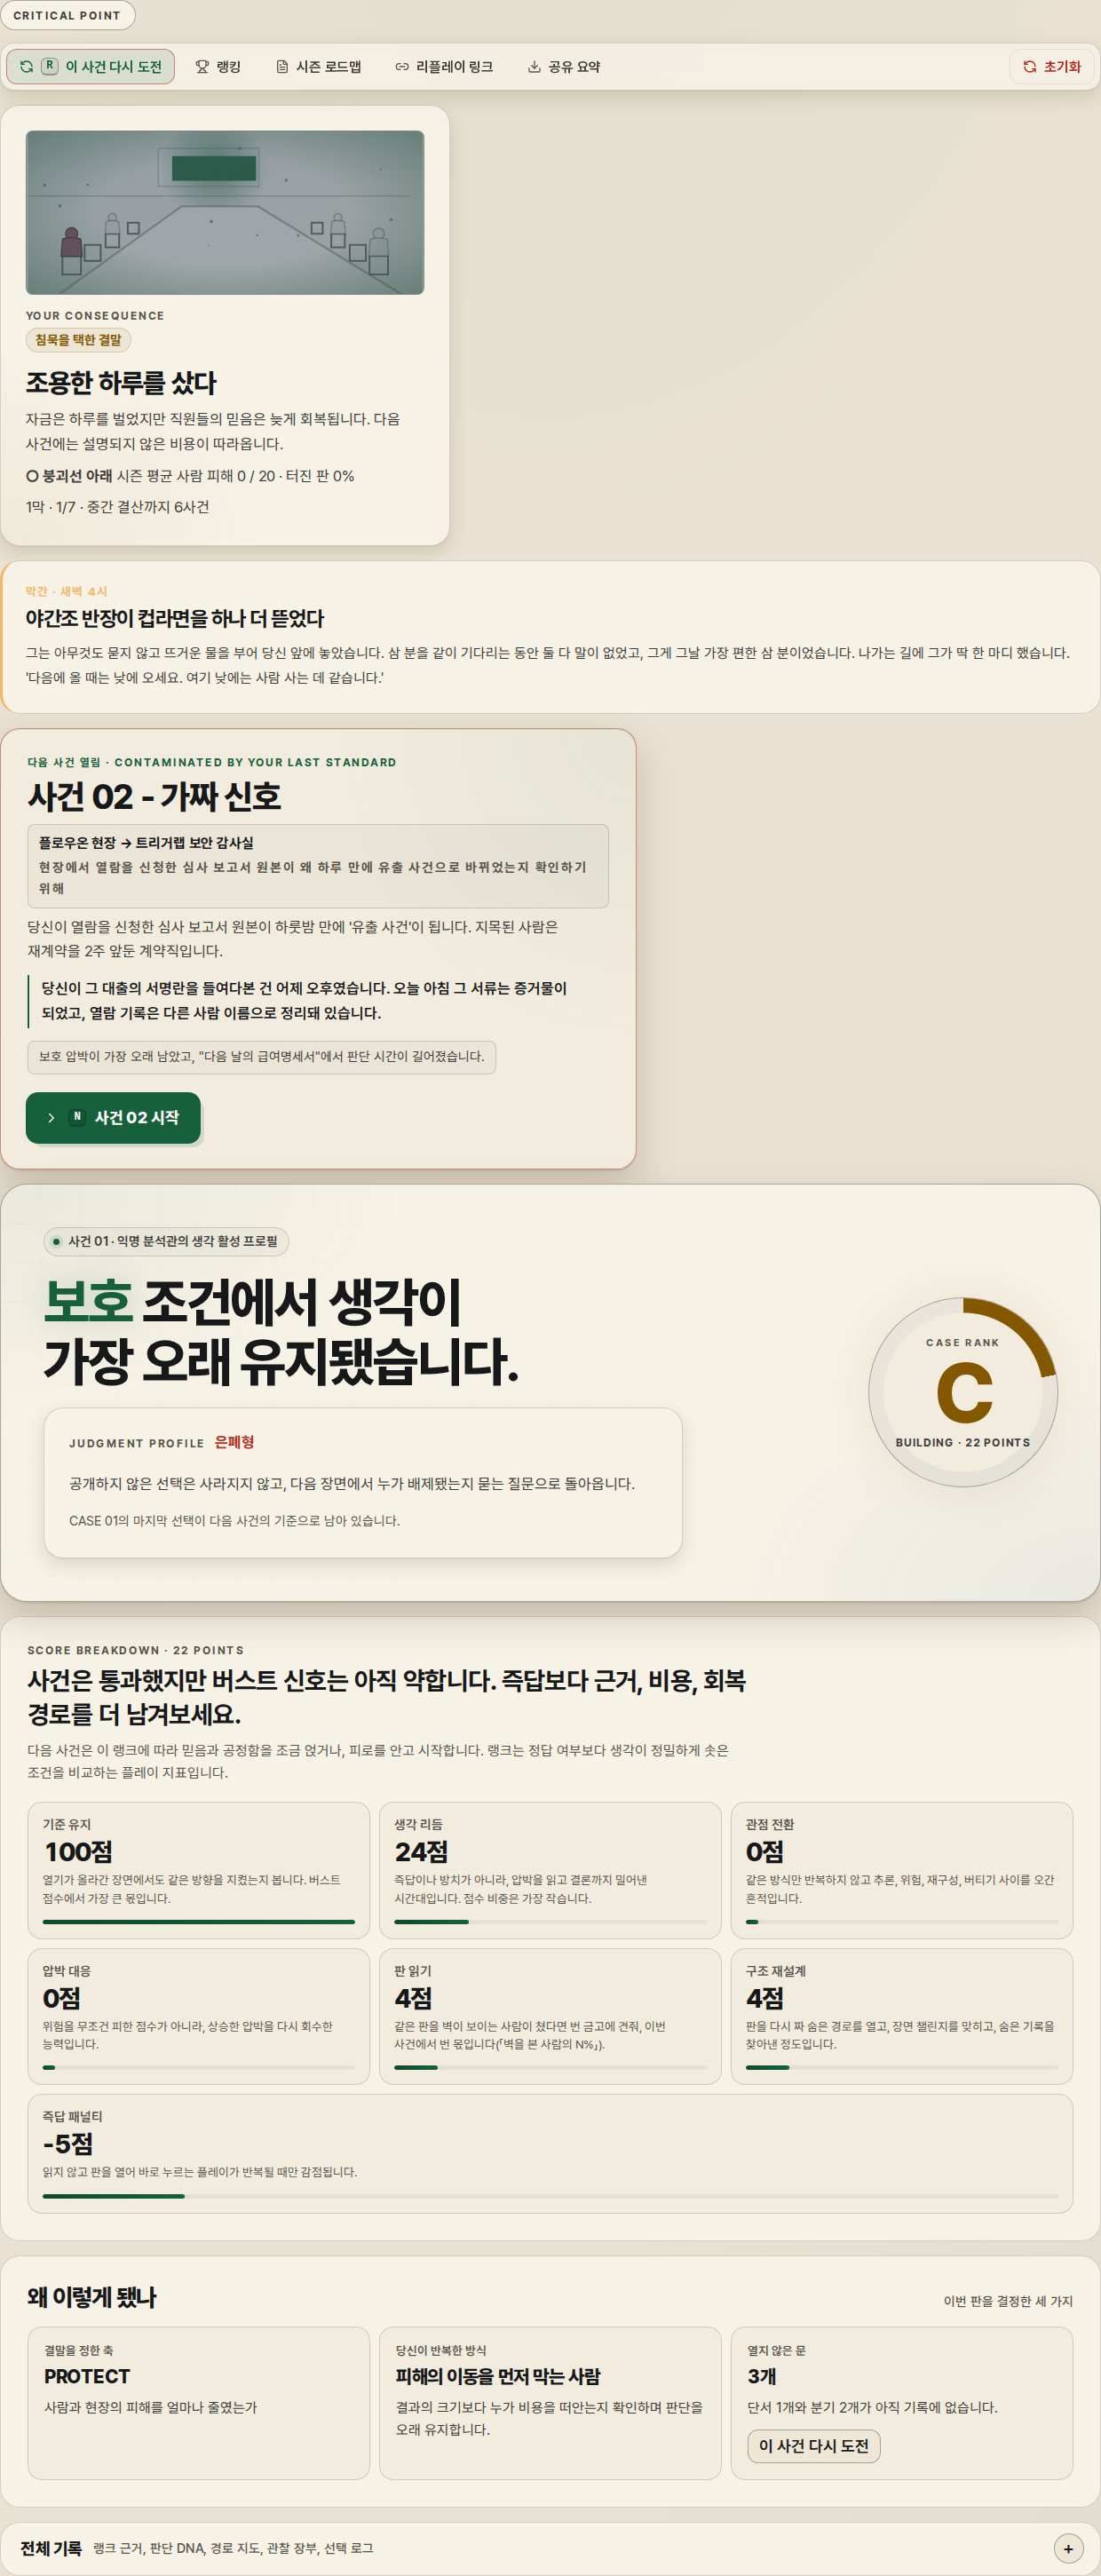 CRITICAL POINT
R 이 사건 다시 도전 랭킹 시즌 로드맵 리플레이 링크 공유 요약 초기화
YOUR CONSEQUENCE
침묵을 택한 결말
조용한 하루를 샀다
자금은 하루를 벌었지만 직원들의 믿음은 늦게 회복됩니다. 다음
사건에는 설명되지 않은 비용이 따라옵니다.
붕괴선 아래 시즌 평균 사람 피해 0 / 20 · 터진 판 0%
1막 · 1/7 · 중간 결산까지 6사건
막간 · 새벽 4시
야간조 반장이 컵라면을 하나 더 뜯었다
그는 아무것도 묻지 않고 뜨거운 물을 부어 당신 앞에 놓았습니다. 삼 분을 같이 기다리는 동안 둘 다 말이 없었고, 그게 그날 가장 편한 삼 분이었습니다. 나가는 길에 그가 딱 한 마디 했습니다.
'다음에 올 때는 낮에 오세요. 여기 낮에는 사람 사는 데 같습니다.'
다음 사건 열림 · CONTAMINATED BY YOUR LAST STANDARD
사건 02 - 가짜 신호
플로우온 현장 → 트리거랩 보안 감사실
현장에서 열람을 신청한 심사 보고서 원본이 왜 하루 만에 유출 사건으로 바뀌었는지 확인하기
위해
당신이 열람을 신청한 심사 보고서 원본이 하룻밤 만에 '유출 사건'이 됩니다. 지목된 사람은
재계약을 2주 앞둔 계약직입니다.
당신이 그 대출의 서명란을 들여다본 건 어제 오후였습니다. 오늘 아침 그 서류는 증거물이
되었고, 열람 기록은 다른 사람 이름으로 정리돼 있습니다.
보호 압박이 가장 오래 남았고, "다음 날의 급여명세서"에서 판단 시간이 길어졌습니다.
N 사건 02 시작
사건 01 · 익명 분석관의 생각 활성 프로필
보호 조건에서 생각이
가장 오래 유지됐습니다.
JUDGMENT PROFILE 은폐형
공개하지 않은 선택은 사라지지 않고, 다음 장면에서 누가 배제됐는지 묻는 질문으로 돌아옵니다.
CASE 01의 마지막 선택이 다음 사건의 기준으로 남아 있습니다.
CASE RANK
C
BUILDING · 22 POINTS
SCORE BREAKDOWN · 22 POINTS
사건은 통과했지만 버스트 신호는 아직 약합니다. 즉답보다 근거, 비용, 회복
경로를 더 남겨보세요.
다음 사건은 이 랭크에 따라 믿음과 공정함을 조금 얹거나, 피로를 안고 시작합니다. 랭크는 정답 여부보다 생각이 정밀하게 솟은
조건을 비교하는 플레이 지표입니다.
기준 유지
100점
열기가 올라간 장면에서도 같은 방향을 지켰는지 봅니다. 버스트
점수에서 가장 큰 몫입니다.
생각 리듬
24점
즉답이나 방치가 아니라, 압박을 읽고 결론까지 밀어낸
시간대입니다. 점수 비중은 가장 작습니다.
관점 전환
0점
같은 방식만 반복하지 않고 추론, 위험, 재구성, 버티기 사이를 오간
흔적입니다.
압박 대응
0점
위험을 무조건 피한 점수가 아니라, 상승한 압박을 다시 회수한
능력입니다.
판 읽기
4점
같은 판을 벽이 보이는 사람이 쳤다면 번 금고에 견줘, 이번
사건에서 번 몫입니다(「벽을 본 사람의 N%」).
구조 재설계
4점
판을 다시 짜 숨은 경로를 열고, 장면 챌린지를 맞히고, 숨은 기록을
찾아낸 정도입니다.
즉답 패널티
-5점
읽지 않고 판을 열어 바로 누르는 플레이가 반복될 때만 감점됩니다.
왜 이렇게 됐나
이번 판을 결정한 세 가지
결말을 정한 축
PROTECT
사람과 현장의 피해를 얼마나 줄였는가
당신이 반복한 방식
피해의 이동을 먼저 막는 사람
결과의 크기보다 누가 비용을 떠안는지 확인하며 판단을
오래 유지합니다.
열지 않은 문
3개
단서 1개와 분기 2개가 아직 기록에 없습니다.
이 사건 다시 도전
전체 기록 랭크 근거, 판단 DNA, 경로 지도, 관찰 장부, 선택 로그
+